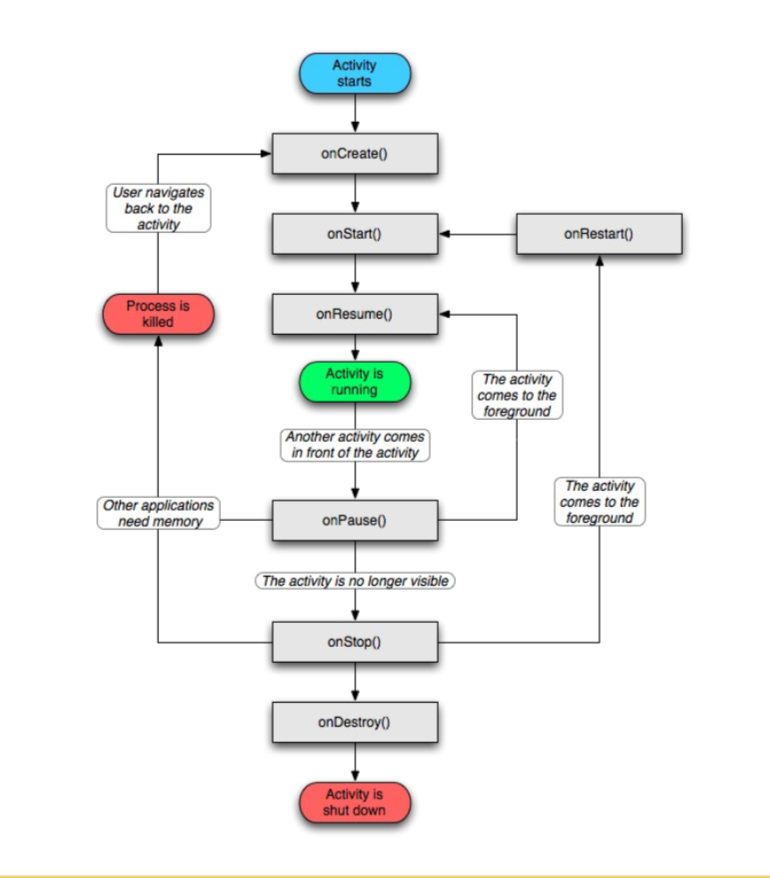 Activity
starts
onCreate()
User navigates
back to the
activity
onStart()
onRestart()
Process is
killed
onResume()
Activity is
running
The activity
comes to the
foreground
Another activity comes
in front of the activity
The activity
comes to the
foreground
Other applications
need memory
onPause()
The activity is no longer visible
onStop()
onDestroy()
Activity is
shut down